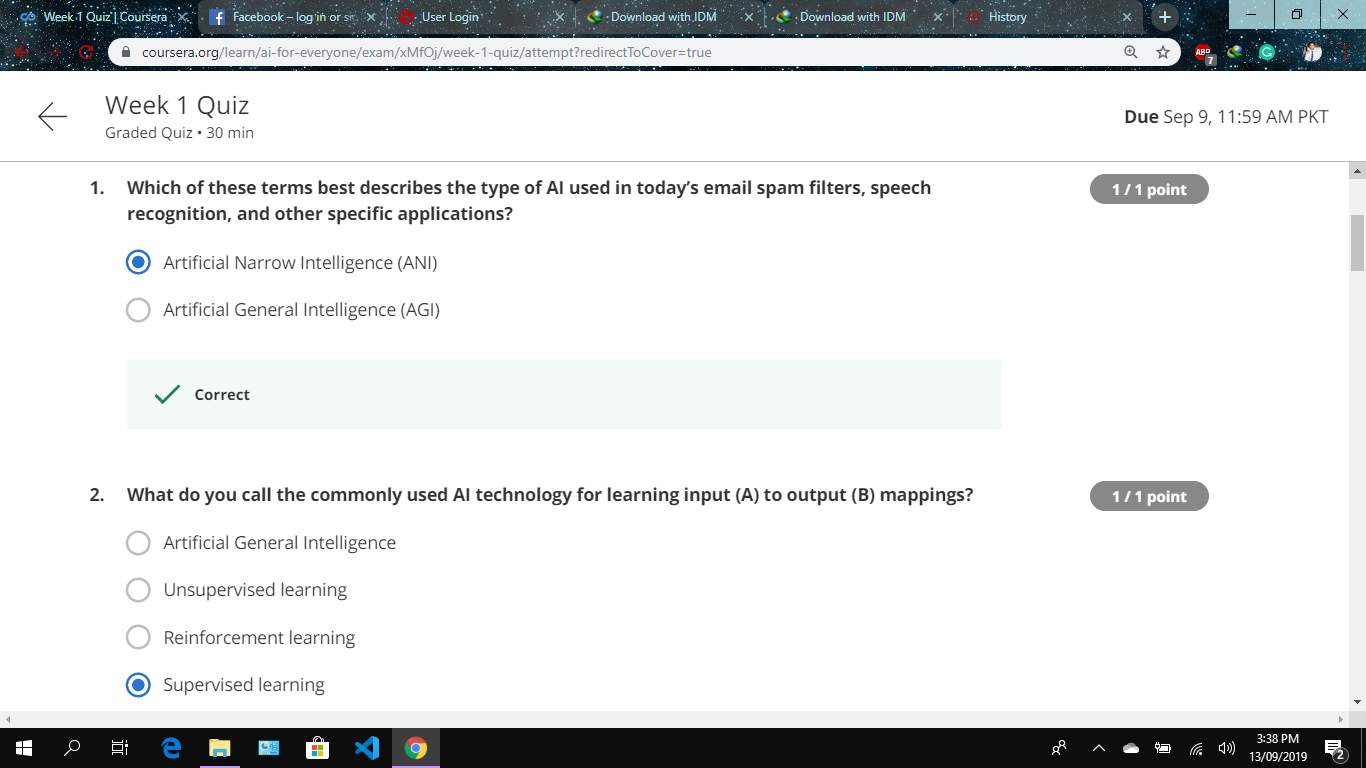 Week 1 Quiz | Coursera
Facebook – log in or
User Login
Download with IDM
Download with IDM
History
coursera.org/learn/ai-for-everyone/exam/xMfOj/week-1-quiz/attempt?redirectToCover=true
ABP
7
Week 1 Quiz
Graded Quiz • 30 min
Due Sep 9, 11:59 AM PKT
1. Which of these terms best describes the type of AI used in today’s email spam filters, speech
recognition, and other specific applications?
1 / 1 point
Artificial Narrow Intelligence (ANI)
Artificial General Intelligence (AGI)
Correct
2. What do you call the commonly used AI technology for learning input (A) to output (B) mappings?
1 / 1 point
Artificial General Intelligence
Unsupervised learning
Reinforcement learning
Supervised learning
3:38 PM
13/09/2019
2